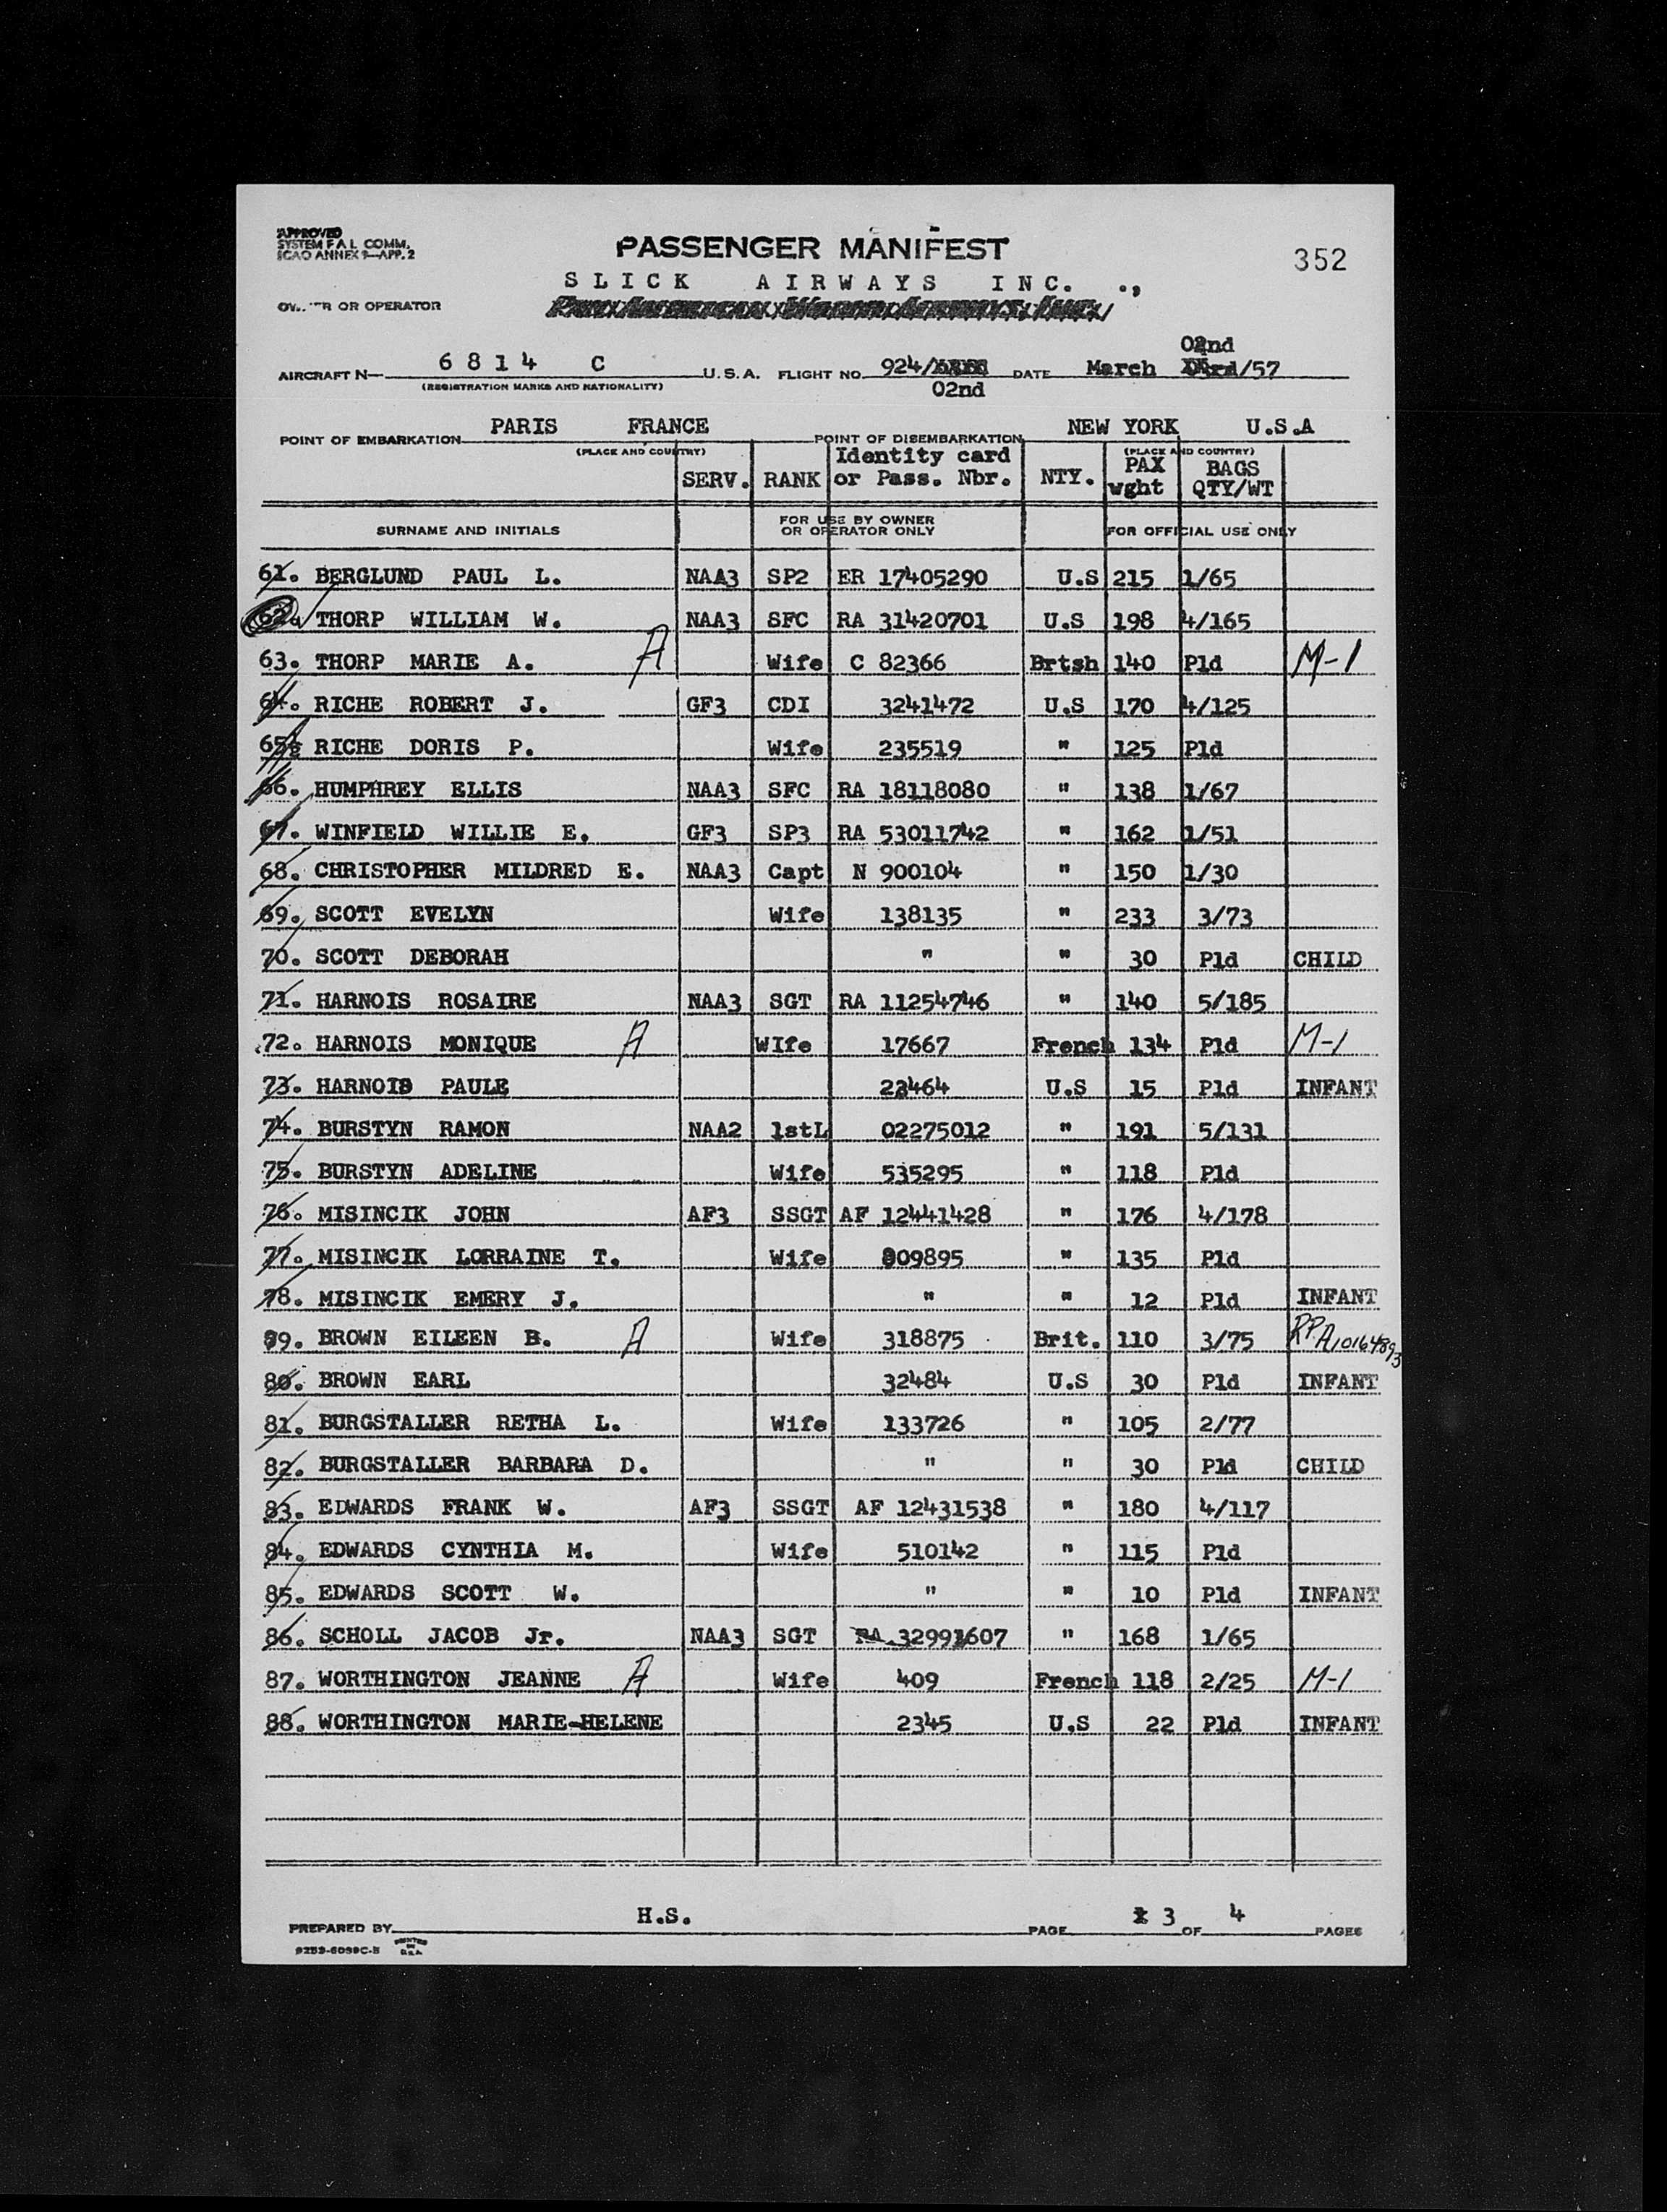 APPROVED
SYSTEM F A L COMM.
ICAO ANNEX 9—APP. 2
PASSENGER MANIFEST
352
SLICK AIRWAYS INC. .,
OR OPERATOR
02nd
AIRCRAFT N— 6814 C U.S.A. FLIGHT NO. 924/ DATE March /57
(REGISTRATION MARKS AND NATIONALITY) 02nd
POINT OF EMBARKATION PARIS FRANCE POINT OF DISEMBARKATION NEW YORK U.S.A
(PLACE AND COUNTRY) (PLACE AND COUNTRY)
SERV. RANK Identity card or Pass. Nbr. NTY. PAX wght BAGS QTY/WT
SURNAME AND INITIALS FOR USE BY OWNER OR OPERATOR ONLY FOR OFFICIAL USE ONLY
61. BERGLUND PAUL L. NAA3 SP2 ER 17405290 U.S 215 1/65
62. THORP WILLIAM W. NAA3 SFC RA 31420701 U.S 198 4/165
63. THORP MARIE A. A Wife C 82366 Brtsh 140 Pld M-1
64. RICHE ROBERT J. GF3 CDI 3241472 U.S 170 4/125
65. RICHE DORIS P. Wife 235519 " 125 Pld
66. HUMPHREY ELLIS NAA3 SFC RA 18118080 " 138 1/67
67. WINFIELD WILLIE E. GF3 SP3 RA 53011742 " 162 1/51
68. CHRISTOPHER MILDRED E. NAA3 Capt N 900104 " 150 1/30
69. SCOTT EVELYN Wife 138135 " 233 3/73
70. SCOTT DEBORAH " " 30 Pld CHILD
71. HARNOIS ROSAIRE NAA3 SGT RA 11254746 " 140 5/185
72. HARNOIS MONIQUE A WIfe 17667 French 134 Pld M-1
73. HARNOIS PAULE 22464 U.S 15 Pld INFANT
74. BURSTYN RAMON NAA2 1stL 02275012 " 191 5/131
75. BURSTYN ADELINE Wife 535295 " 118 Pld
76. MISINCIK JOHN AF3 SSGT AF 12441428 " 176 4/178
77. MISINCIK LORRAINE T. Wife 809895 " 135 Pld
78. MISINCIK EMERY J. " " 12 Pld INFANT
79. BROWN EILEEN B. A Wife 318875 Brit. 110 3/75 RP. A10164893
80. BROWN EARL 32484 U.S 30 Pld INFANT
81. BURGSTALLER RETHA L. Wife 133726 " 105 2/77
82. BURGSTALLER BARBARA D. " " 30 Pld CHILD
83. EDWARDS FRANK W. AF3 SSGT AF 12431538 " 180 4/117
84. EDWARDS CYNTHIA M. Wife 510142 " 115 Pld
85. EDWARDS SCOTT W. " " 10 Pld INFANT
86. SCHOLL JACOB Jr. NAA3 SGT RA 32991607 " 168 1/65
87. WORTHINGTON JEANNE A Wife 409 French 118 2/25 M-1
88. WORTHINGTON MARIE-HELENE 2345 U.S 22 Pld INFANT
PREPARED BY H.S. PAGE 3 OF 4 PAGES
PRINTED IN U.S.A.